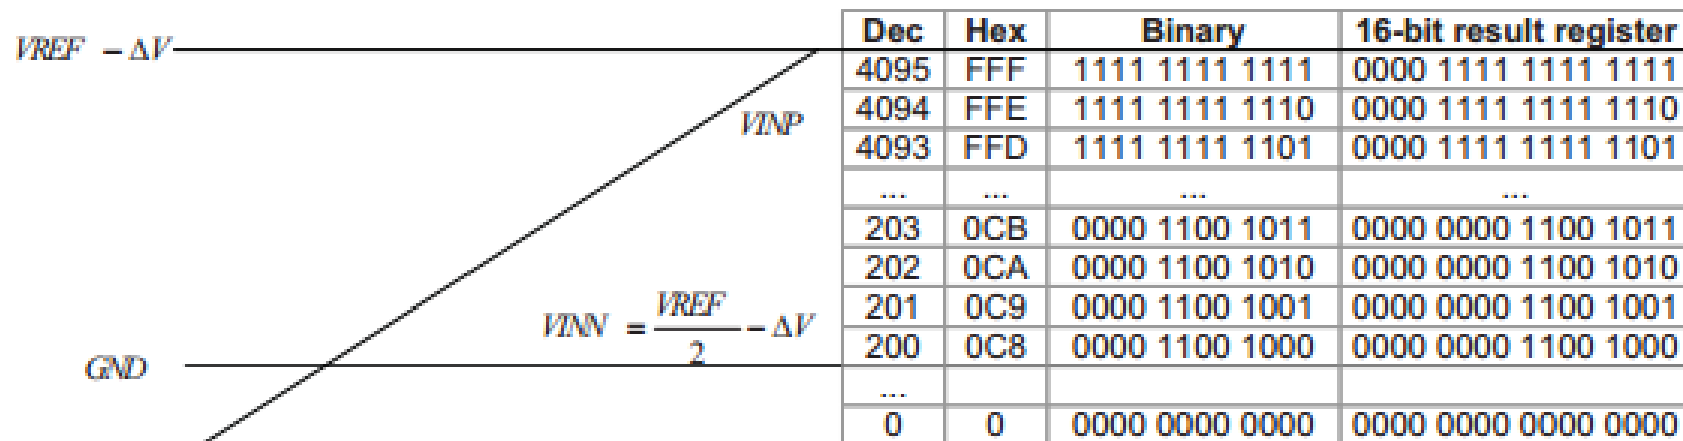 VREF - ΔV
VINP
VINN = VREF/2 - ΔV
GND
Dec Hex Binary 16-bit result register
4095 FFF 1111 1111 1111 0000 1111 1111 1111
4094 FFE 1111 1111 1110 0000 1111 1111 1110
4093 FFD 1111 1111 1101 0000 1111 1111 1101
... ... ... ...
203 0CB 0000 1100 1011 0000 0000 1100 1011
202 0CA 0000 1100 1010 0000 0000 1100 1010
201 0C9 0000 1100 1001 0000 0000 1100 1001
200 0C8 0000 1100 1000 0000 0000 1100 1000
...
0 0 0000 0000 0000 0000 0000 0000 0000